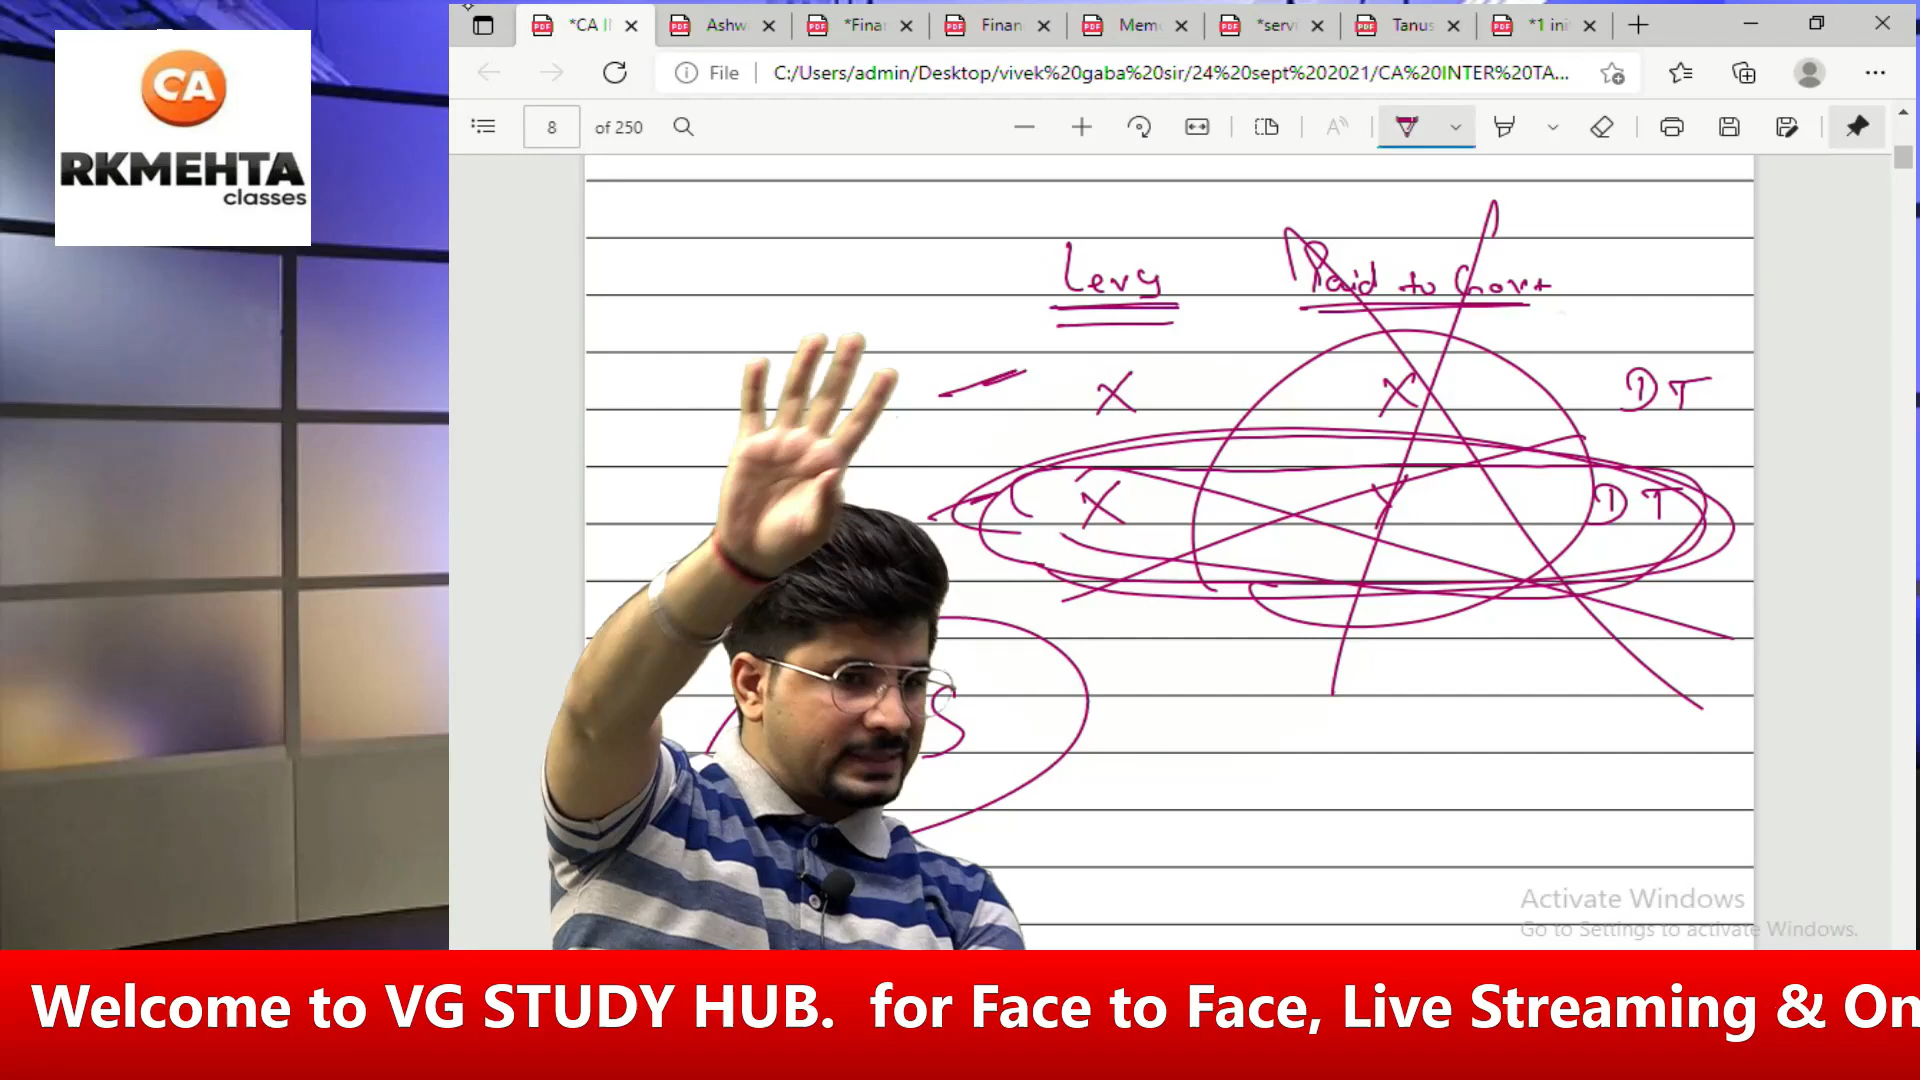 CA
RKMEHTA
classes
*CA I
Ashw
*Fina
Finan
Mem
*servi
Tanus
*1 ini
File
C:/Users/admin/Desktop/vivek%20gaba%20sir/24%20sept%202021/CA%20INTER%20TA...
8
of 250
Levy
Paid to Govt
X
X
DT
X
Y
DT
S
Activate Windows
Go to Settings to activate Windows.
Welcome to VG STUDY HUB. for Face to Face, Live Streaming & On